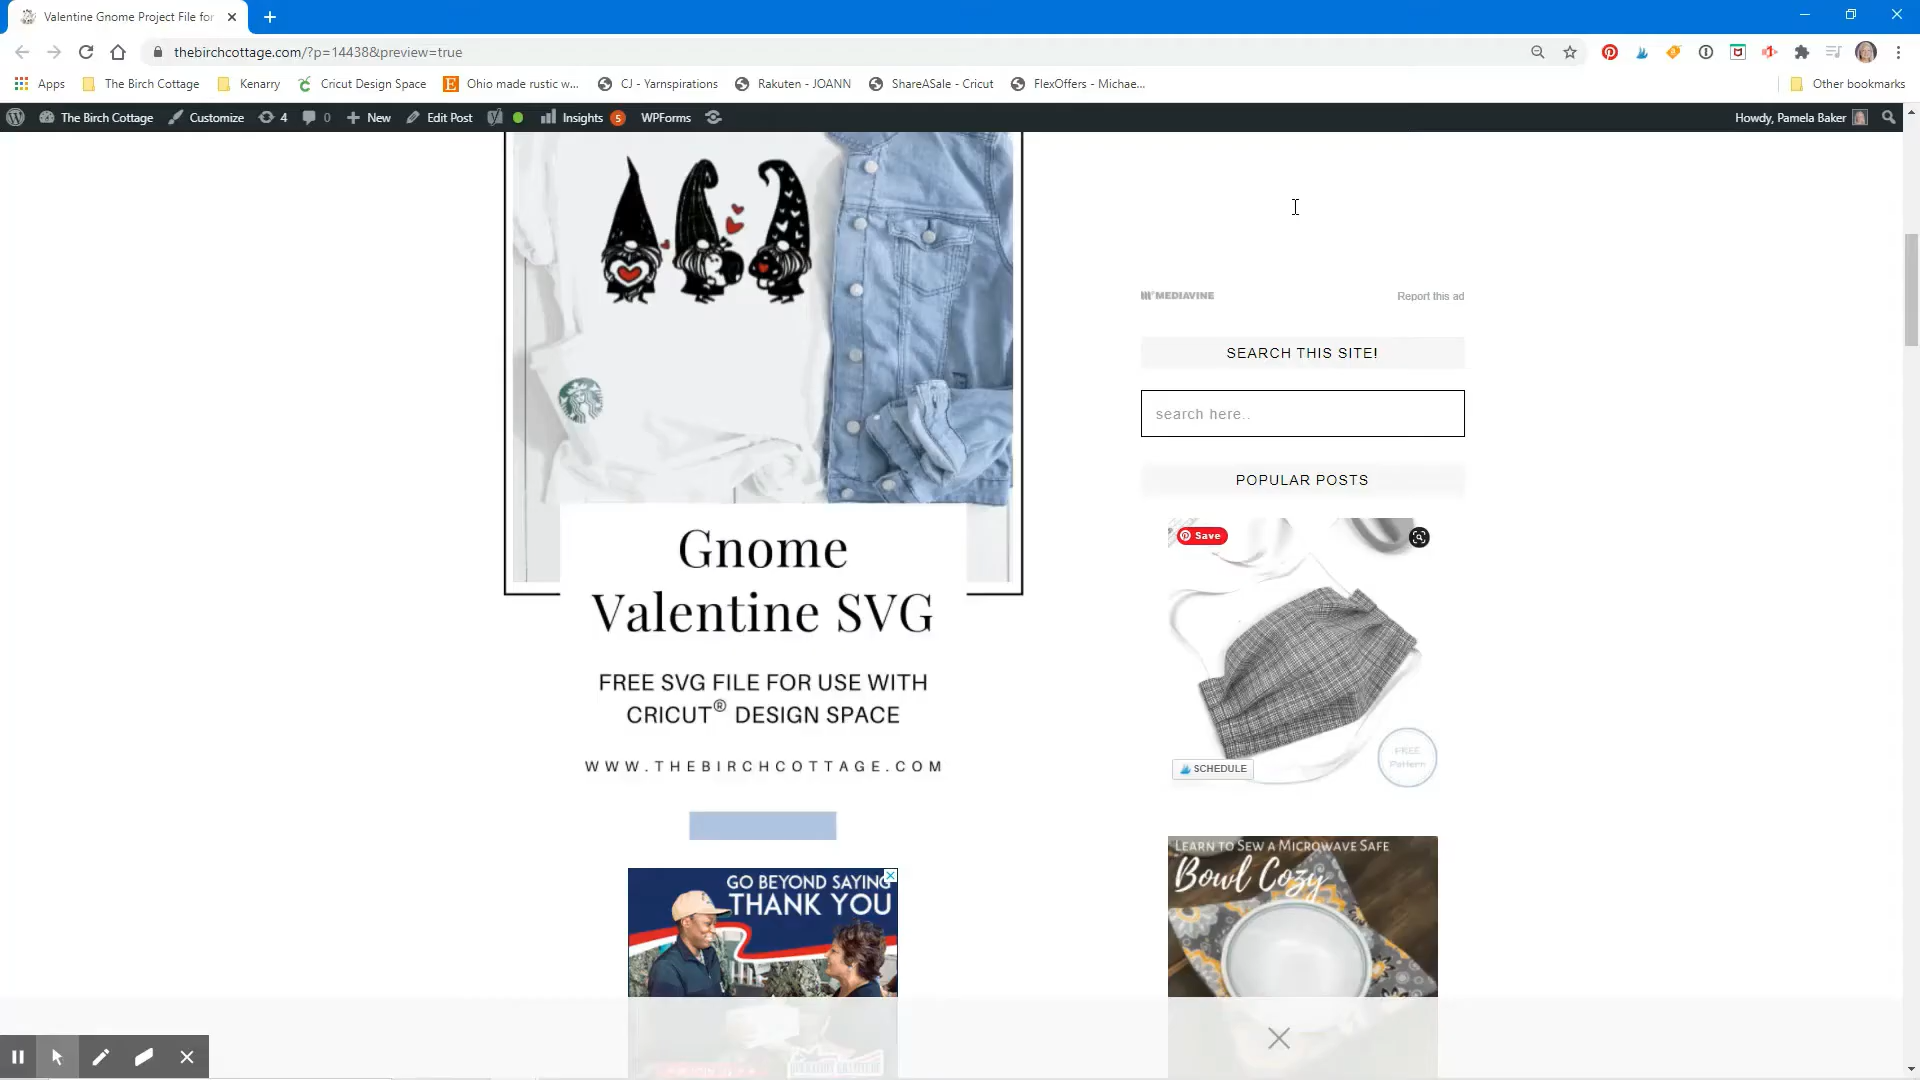 Valentine Gnome Project File for
thebirchcottage.com/?p=14438&preview=true
Apps
The Birch Cottage
Kenarry
Cricut Design Space
Ohio made rustic w...
CJ - Yarnspirations
Rakuten - JOANN
ShareASale - Cricut
FlexOffers - Michae...
Other bookmarks
The Birch Cottage
Customize
4
0
New
Edit Post
Insights
5
WPForms
Howdy, Pamela Baker
MEDIAVINE
Report this ad
SEARCH THIS SITE!
search here..
POPULAR POSTS
Save
Gnome
Valentine SVG
FREE SVG FILE FOR USE WITH
CRICUT® DESIGN SPACE
WWW.THEBIRCHCOTTAGE.COM
FREE
Pattern
SCHEDULE
GO BEYOND SAYING
THANK YOU
LEARN TO SEW A MICROWAVE SAFE
Bowl Cozy